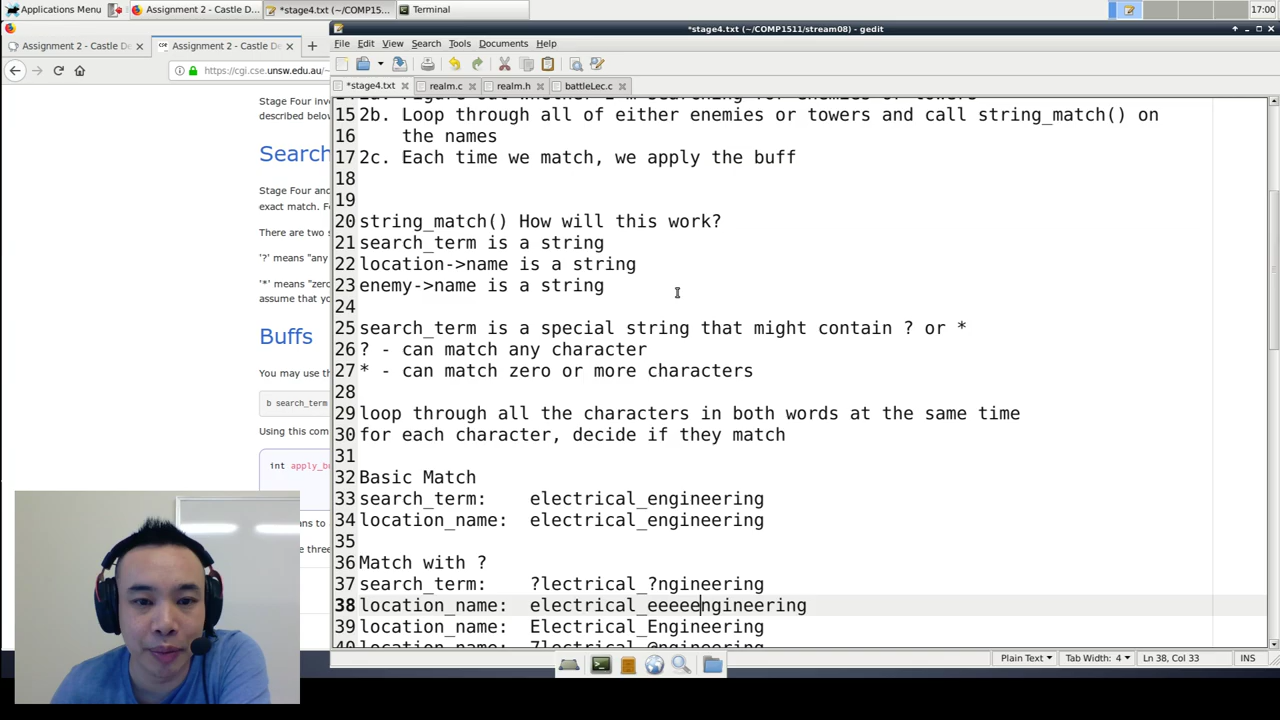 Applications Menu
Assignment 2 - Castle D...
*stage4.txt (~/COMP15...
Terminal
17:00
*stage4.txt (~/COMP1511/stream08) - gedit
Assignment 2 - Castle De
Assignment 2 - Castle De
File Edit View Search Tools Documents Help
https://cgi.cse.unsw.edu.au/~
*stage4.txt
realm.c
realm.h
battleLec.c
Stage Four inv
described below
Search
Stage Four and
exact match. F
There are two s
'?' means "any
'*' means "zero
assume that yo
Buffs
You may use th
b search_term
Using this com
int apply_bu
ans to
e three
15 2b. Loop through all of either enemies or towers and call string_match() on
16 the names
17 2c. Each time we match, we apply the buff
18
19
20 string_match() How will this work?
21 search_term is a string
22 location->name is a string
23 enemy->name is a string
24
25 search_term is a special string that might contain ? or *
26 ? - can match any character
27 * - can match zero or more characters
28
29 loop through all the characters in both words at the same time
30 for each character, decide if they match
31
32 Basic Match
33 search_term: electrical_engineering
34 location_name: electrical_engineering
35
36 Match with ?
37 search_term: ?lectrical_?ngineering
38 location_name: electrical_eeeeengineering
39 location_name: Electrical_Engineering
Plain Text
Tab Width: 4
Ln 38, Col 33
INS